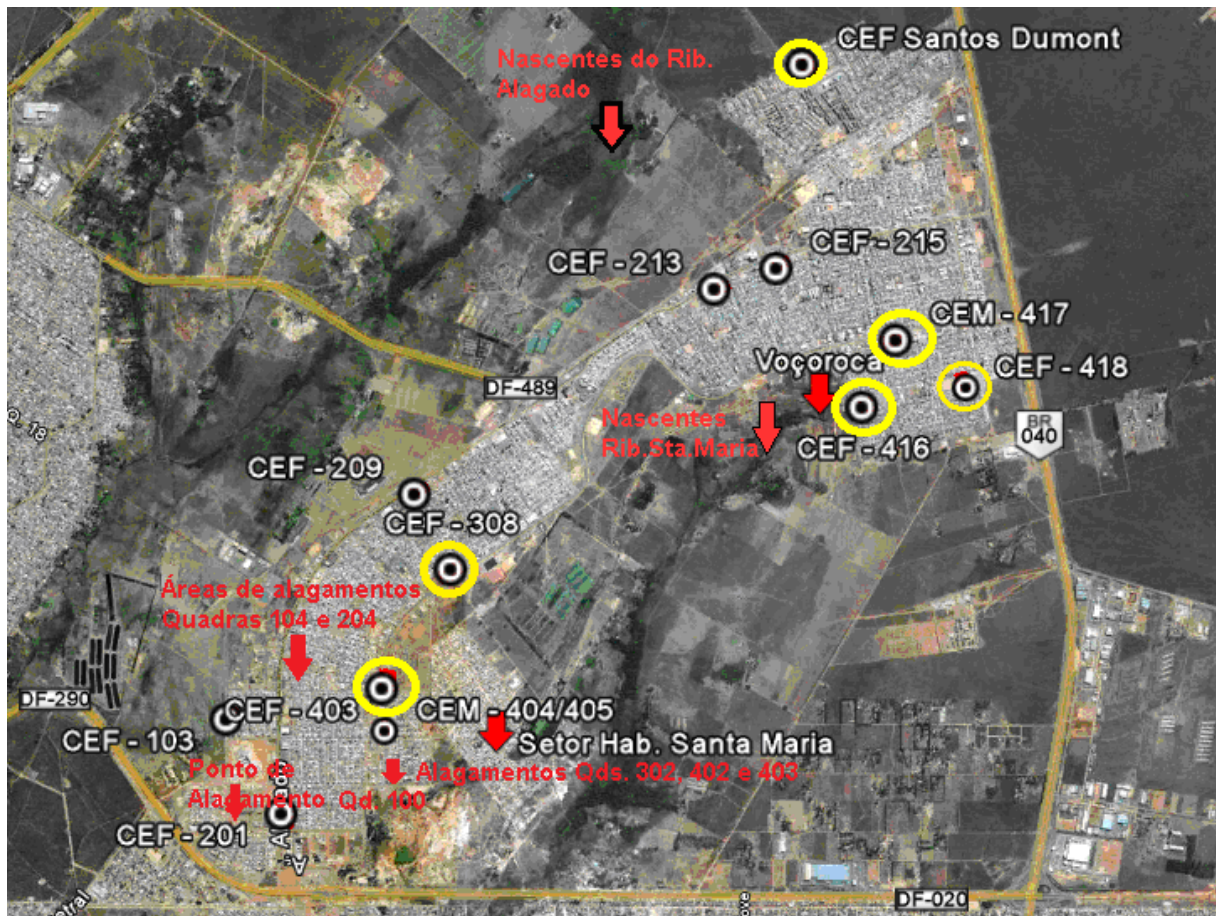 CEF Santos Dumont
Nascentes do Rib.
Alagado
CEF - 215
CEF - 213
CEM - 417
Voçoroca
CEF - 418
DF-489
Nascentes
Rib.Sta.Maria
CEF - 416
BR
040
Q. 18
CEF - 209
CEF - 308
Áreas de alagamentos
Quadras 104 e 204
DF-290
CEF - 403
CEM - 404/405
CEF - 103
Setor Hab. Santa Maria
Ponto de
Alagamento Qd. 100
Alagamentos Qds. 302, 402 e 403
CEF - 201
DF-020